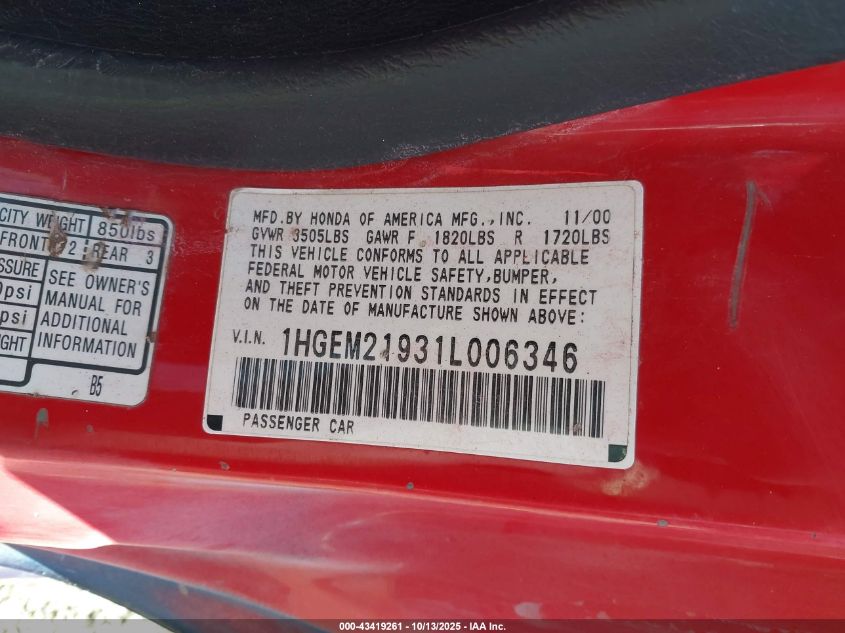 CITY WEIGHT 850lbs
FRONT 2 REAR 3
SSURE
psi
psi
IGHT
SEE OWNER'S
MANUAL FOR
ADDITIONAL
INFORMATION
B5
MFD.BY HONDA OF AMERICA MFG.,INC. 11/00
GVWR 3505LBS GAWR F 1820LBS R 1720LBS
THIS VEHICLE CONFORMS TO ALL APPLICABLE
FEDERAL MOTOR VEHICLE SAFETY,BUMPER,
AND THEFT PREVENTION STANDARDS IN EFFECT
ON THE DATE OF MANUFACTURE SHOWN ABOVE:
V.I.N. 1HGEM21931L006346
PASSENGER CAR
000-43419261 - 10/13/2025 - IAA Inc.